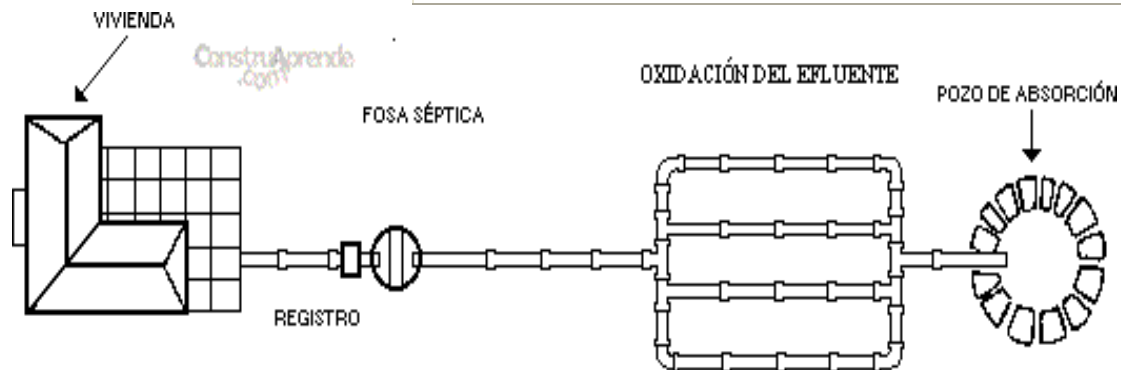 VIVIENDA
ConstruAprende
.com
FOSA SÉPTICA
OXIDACIÓN DEL EFLUENTE
POZO DE ABSORCIÓN
REGISTRO